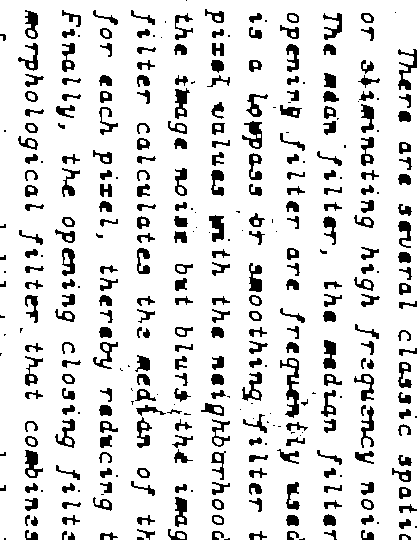 There are several classic spatia
or eliminating high frequency nois
The mean filter, the median filter
opening filter are frequently used
is a lowpass or smoothing filter t
pixel values with the neighborhood
the image noise but blurs the imag
filter calculates the median of th
for each pixel, thereby reducing t
Finally, the opening closing filte
morphological filter that combines